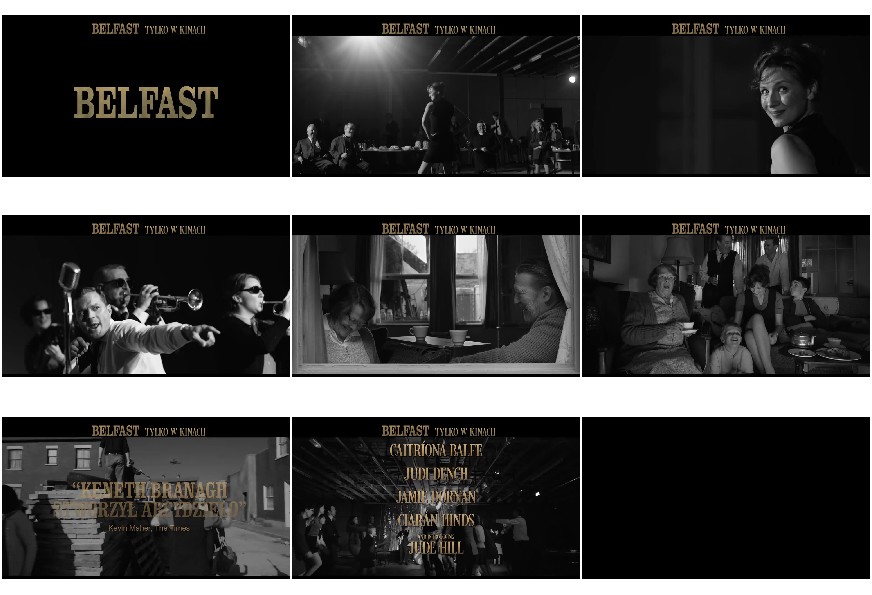 BELFAST TYLKO W KINACH
BELFAST
BELFAST TYLKO W KINACH
BELFAST TYLKO W KINACH
BELFAST TYLKO W KINACH
BELFAST TYLKO W KINACH
BELFAST TYLKO W KINACH
BELFAST TYLKO W KINACH
"KENETH BRANAGH
STWORZYŁ ARCYDZIEŁO"
Kevin Maher, The Times
BELFAST TYLKO W KINACH
CAITRÍONA BALFE
JUDI DENCH
JAMIE DORNAN
CIARÁN HINDS
JUDE HILL